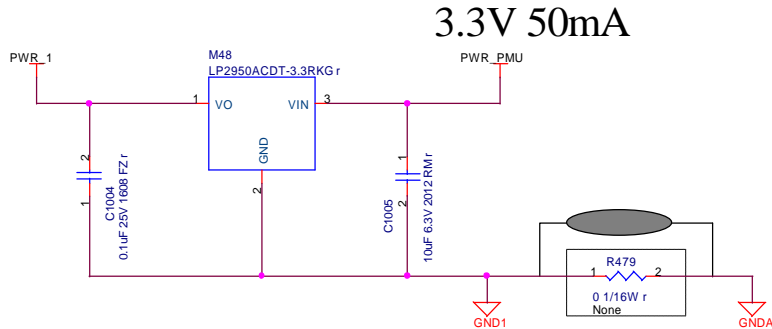 3.3V 50mA
M48
LP2950ACDT-3.3RKG r
PWR_1
PWR_PMU
1
VO
VIN
3
GND
2
2
1
C1004
0.1uF 25V 1608 FZ r
1
2
C1005
10uF 6.3V 2012 RM r
R479
1
2
0 1/16W r
None
GND1
GNDA